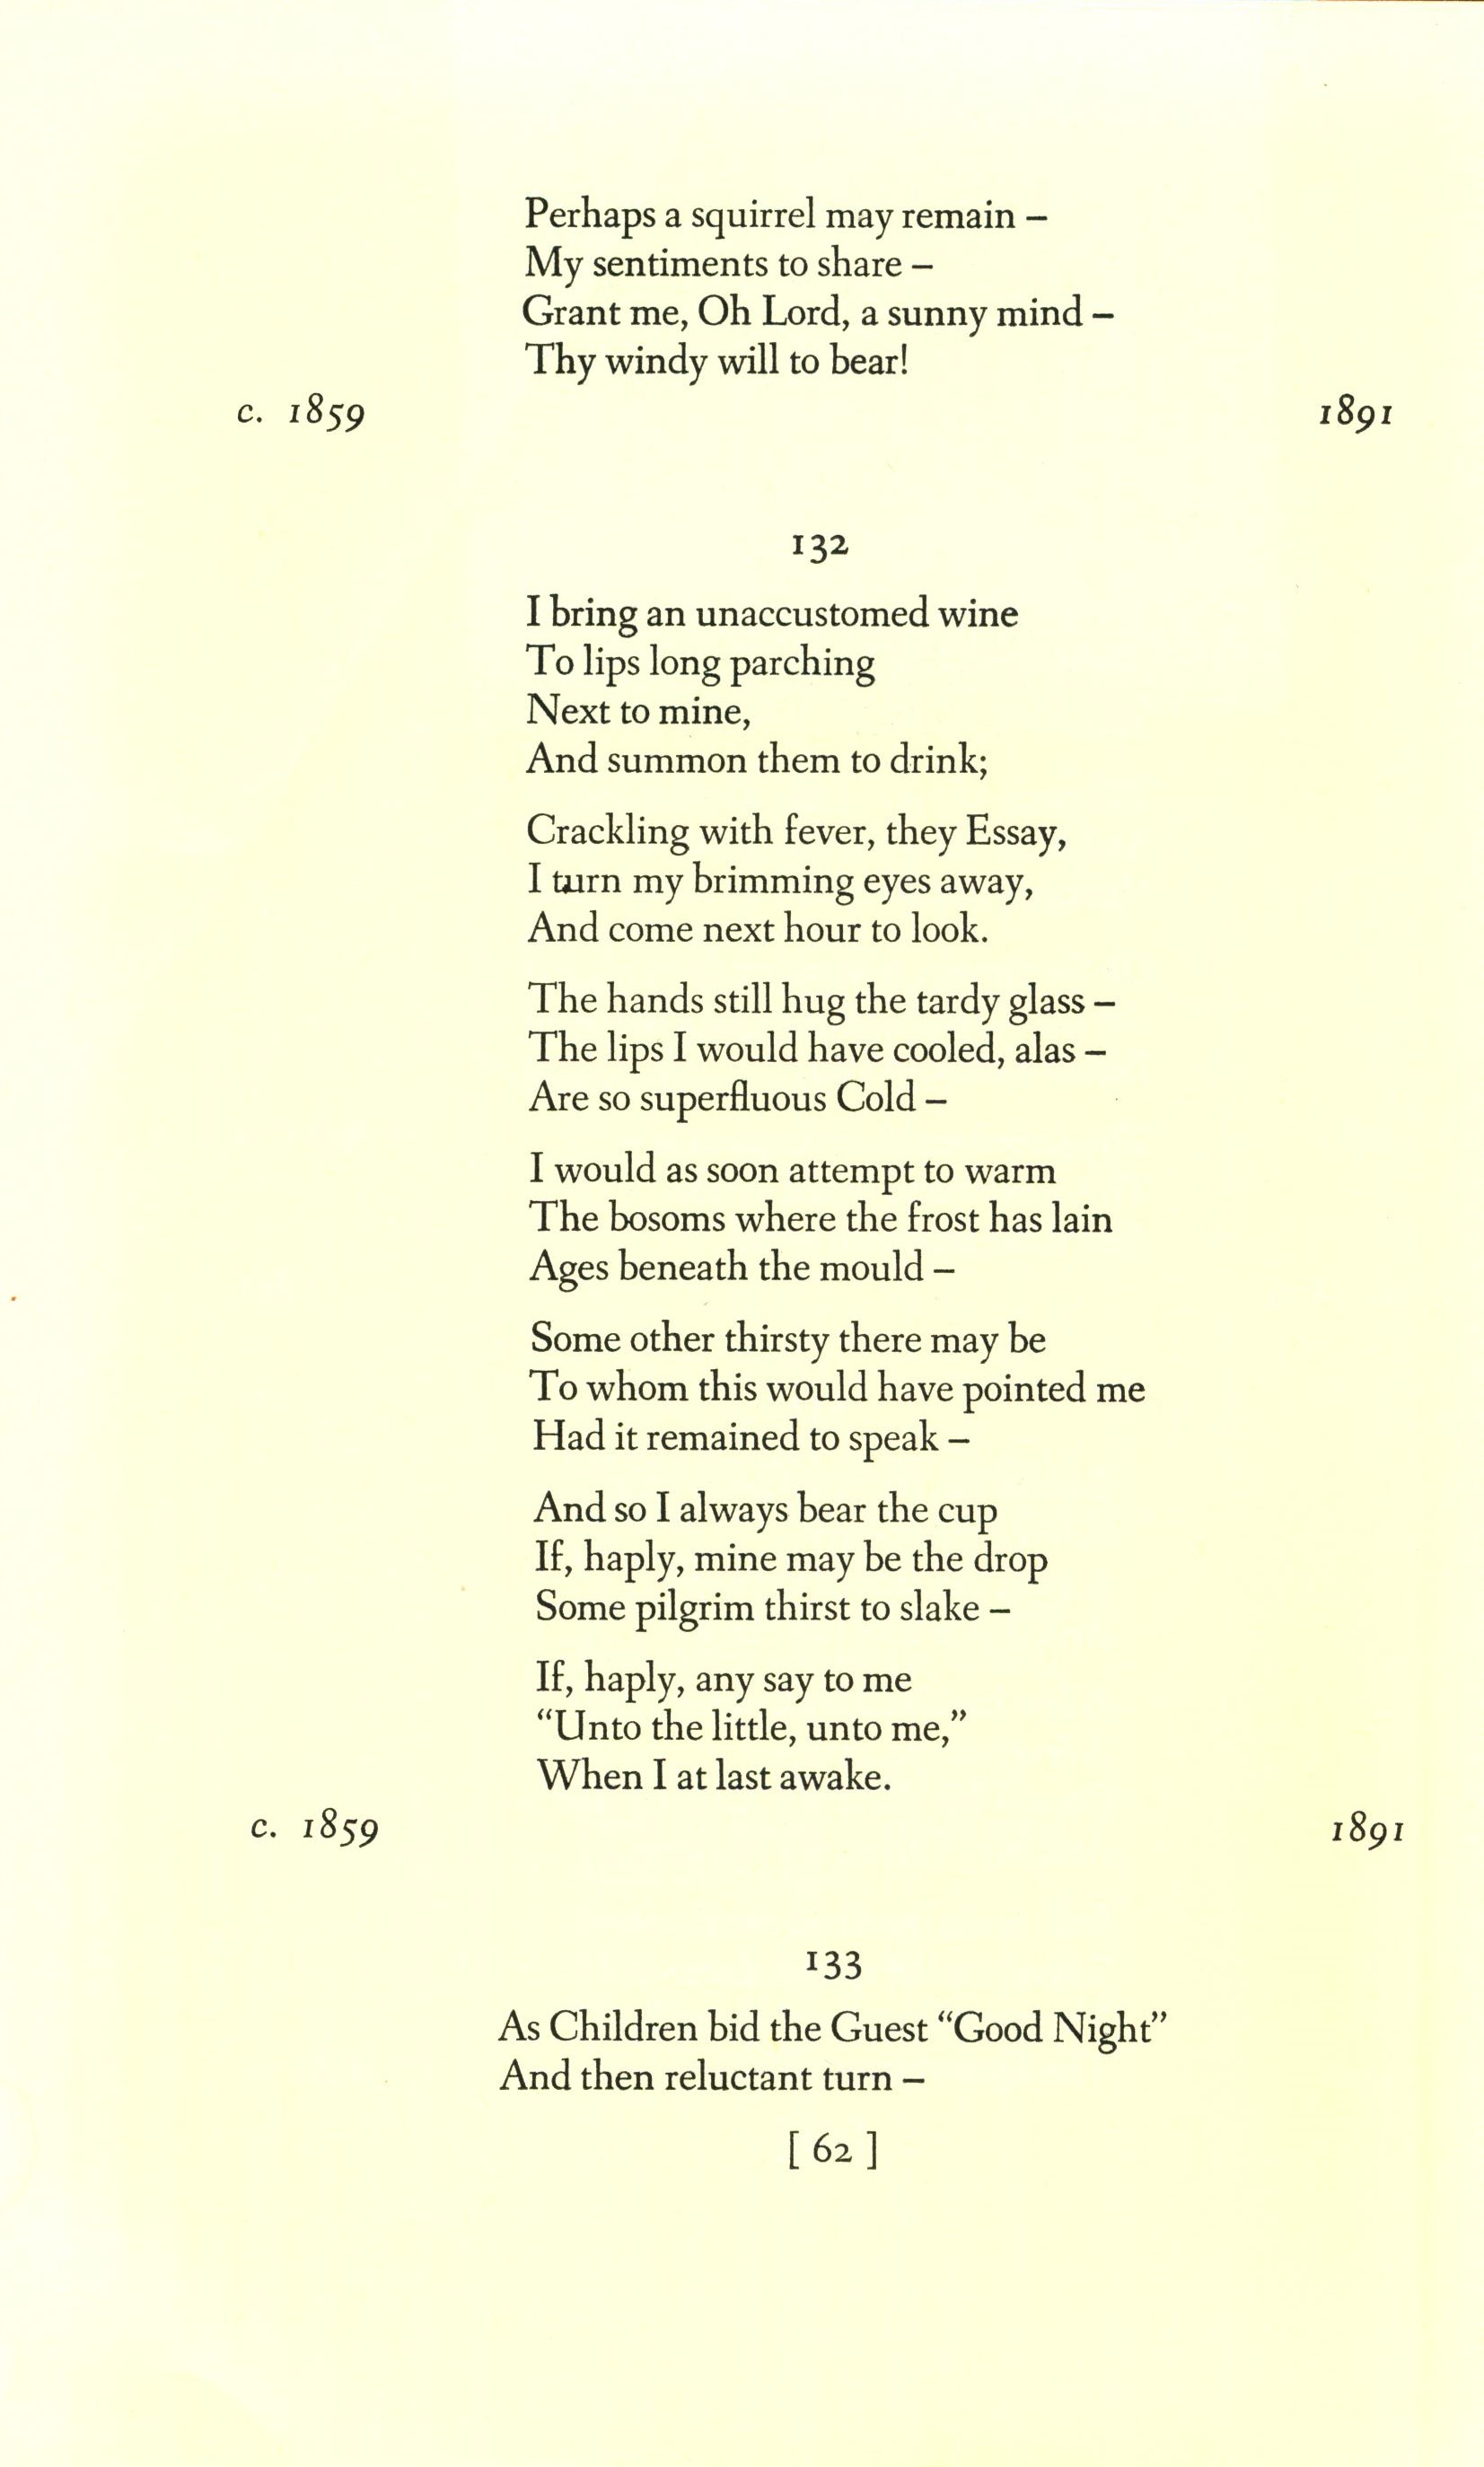 Perhaps a squirrel may remain –
My sentiments to share –
Grant me, Oh Lord, a sunny mind –
Thy windy will to bear!
c. 1859 1891
132
I bring an unaccustomed wine
To lips long parching
Next to mine,
And summon them to drink;
Crackling with fever, they Essay,
I turn my brimming eyes away,
And come next hour to look.
The hands still hug the tardy glass –
The lips I would have cooled, alas –
Are so superfluous Cold –
I would as soon attempt to warm
The bosoms where the frost has lain
Ages beneath the mould –
Some other thirsty there may be
To whom this would have pointed me
Had it remained to speak –
And so I always bear the cup
If, haply, mine may be the drop
Some pilgrim thirst to slake –
If, haply, any say to me
“Unto the little, unto me,”
When I at last awake.
c. 1859 1891
133
As Children bid the Guest “Good Night”
And then reluctant turn –
[ 62 ]